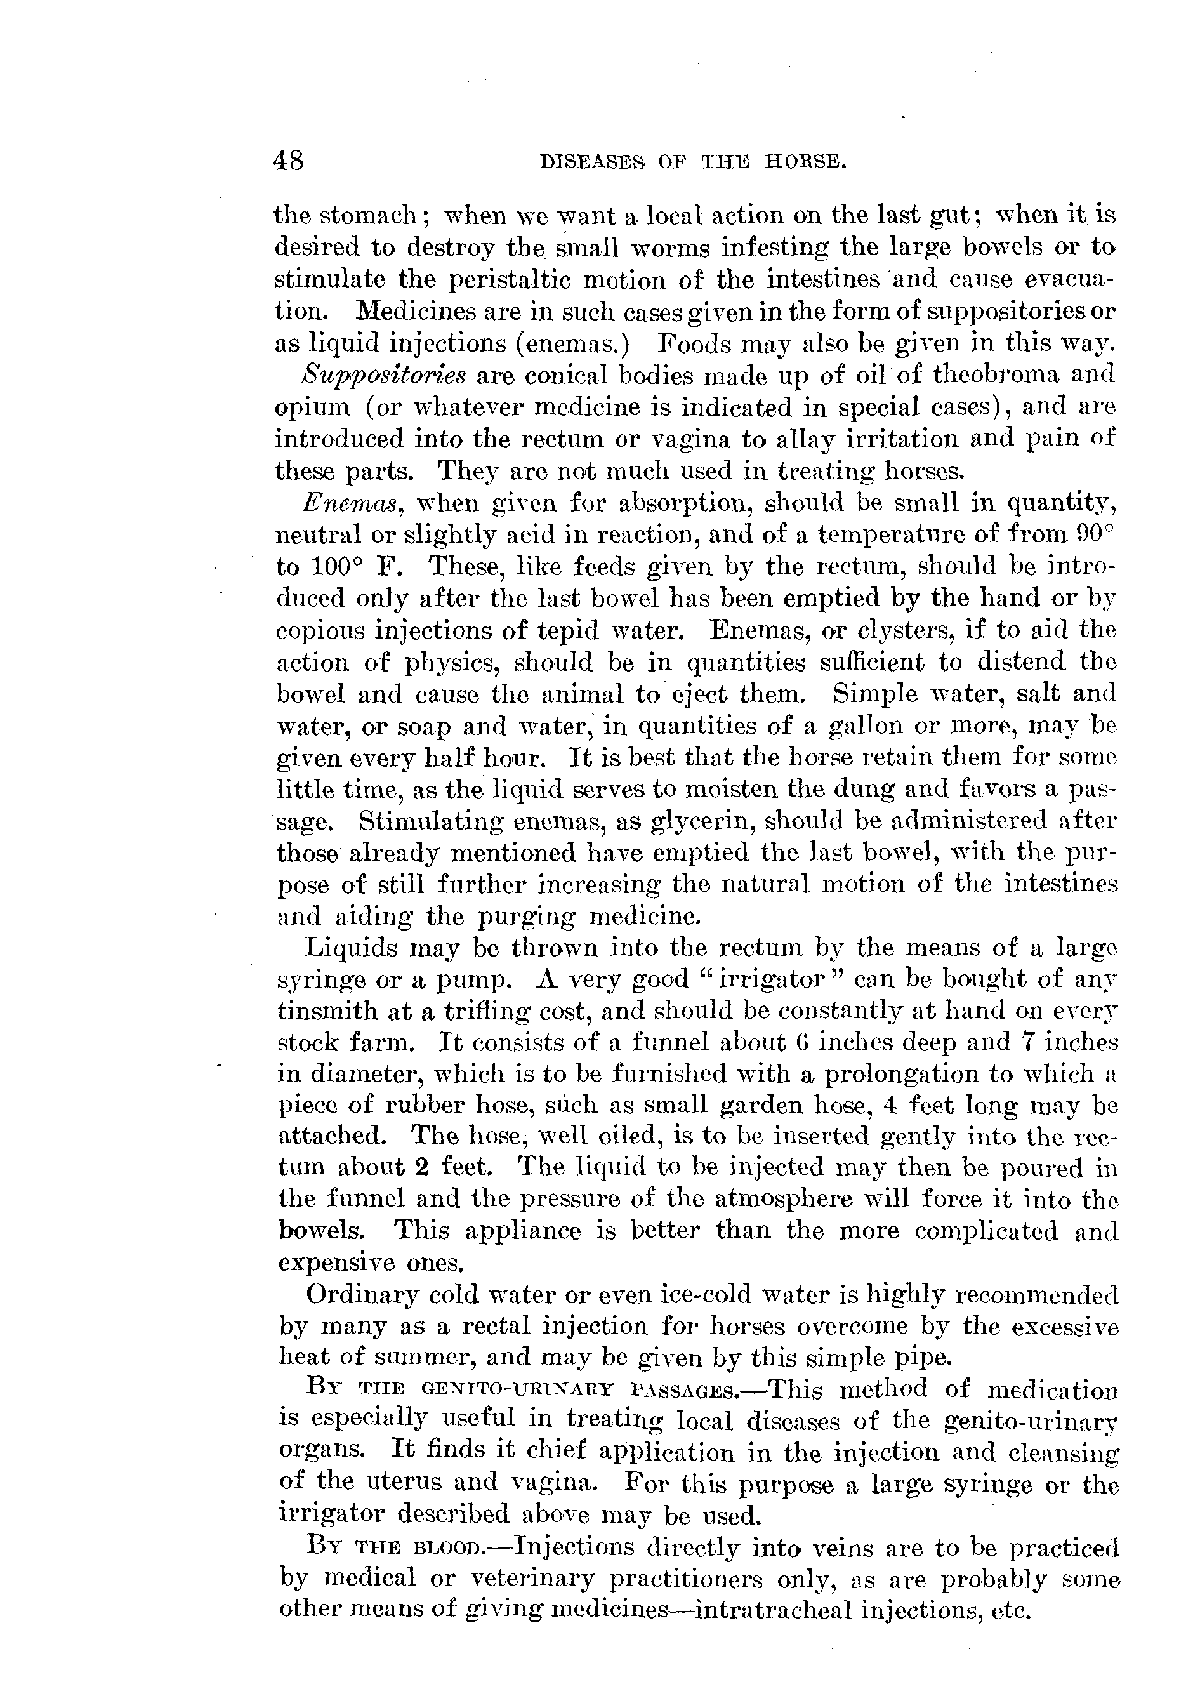 48 DISEASES OF THE HORSE.
the stomach; when we want a local action on the last gut; when it is
desired to destroy the small worms infesting the large bowels or to
stimulate the peristaltic motion of the intestines and cause evacua-
tion. Medicines are in such cases given in the form of suppositories or
as liquid injections (enemas.) Foods may also be given in this way.
Suppositories are conical bodies made up of oil of theobroma and
opium (or whatever medicine is indicated in special cases), and are
introduced into the rectum or vagina to allay irritation and pain of
these parts. They are not much used in treating horses.
Enemas, when given for absorption, should be small in quantity,
neutral or slightly acid in reaction, and of a temperature of from 90°
to 100° F. These, like feeds given by the rectum, should be intro-
duced only after the last bowel has been emptied by the hand or by
copious injections of tepid water. Enemas, or clysters, if to aid the
action of physics, should be in quantities sufficient to distend the
bowel and cause the animal to eject them. Simple water, salt and
water, or soap and water, in quantities of a gallon or more, may be
given every half hour. It is best that the horse retain them for some
little time, as the liquid serves to moisten the dung and favors a pas-
sage. Stimulating enemas, as glycerin, should be administered after
those already mentioned have emptied the last bowel, with the pur-
pose of still further increasing the natural motion of the intestines
and aiding the purging medicine.
Liquids may be thrown into the rectum by the means of a large
syringe or a pump. A very good "irrigator" can be bought of any
tinsmith at a trifling cost, and should be constantly at hand on every
stock farm. It consists of a funnel about 6 inches deep and 7 inches
in diameter, which is to be furnished with a prolongation to which a
piece of rubber hose, such as small garden hose, 4 feet long may be
attached. The hose, well oiled, is to be inserted gently into the rec-
tum about 2 feet. The liquid to be injected may then be poured in
the funnel and the pressure of the atmosphere will force it into the
bowels. This appliance is better than the more complicated and
expensive ones.
Ordinary cold water or even ice-cold water is highly recommended
by many as a rectal injection for horses overcome by the excessive
heat of summer, and may be given by this simple pipe.
BY THE GENITO-URINARY PASSAGES.—This method of medication
is especially useful in treating local diseases of the genito-urinary
organs. It finds it chief application in the injection and cleansing
of the uterus and vagina. For this purpose a large syringe or the
irrigator described above may be used.
BY THE BLOOD.—Injections directly into veins are to be practiced
by medical or veterinary practitioners only, as are probably some
other means of giving medicines—intratracheal injections, etc.